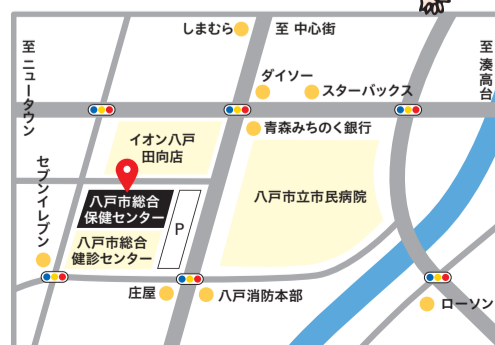 しまむら
至 中心街
至 ニュータウン
至 湊高台
ダイソー
スターバックス
青森みちのく銀行
イオン八戸
田向店
セブンイレブン
八戸市総合
保健センター
P
八戸市立市民病院
八戸市総合
健診センター
庄屋
八戸消防本部
ローソン